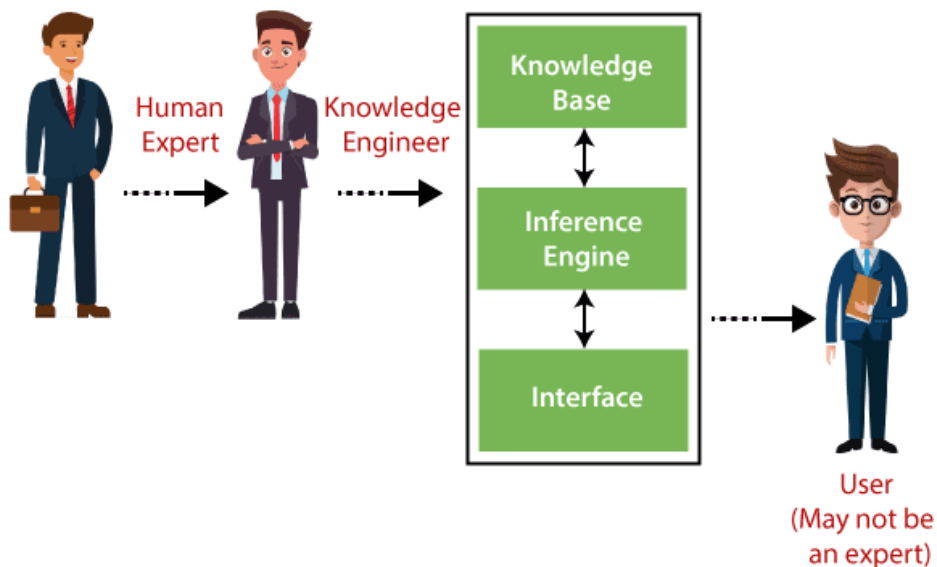 Human
Expert
Knowledge
Engineer
Knowledge
Base
Inference
Engine
Interface
User
(May not be
an expert)